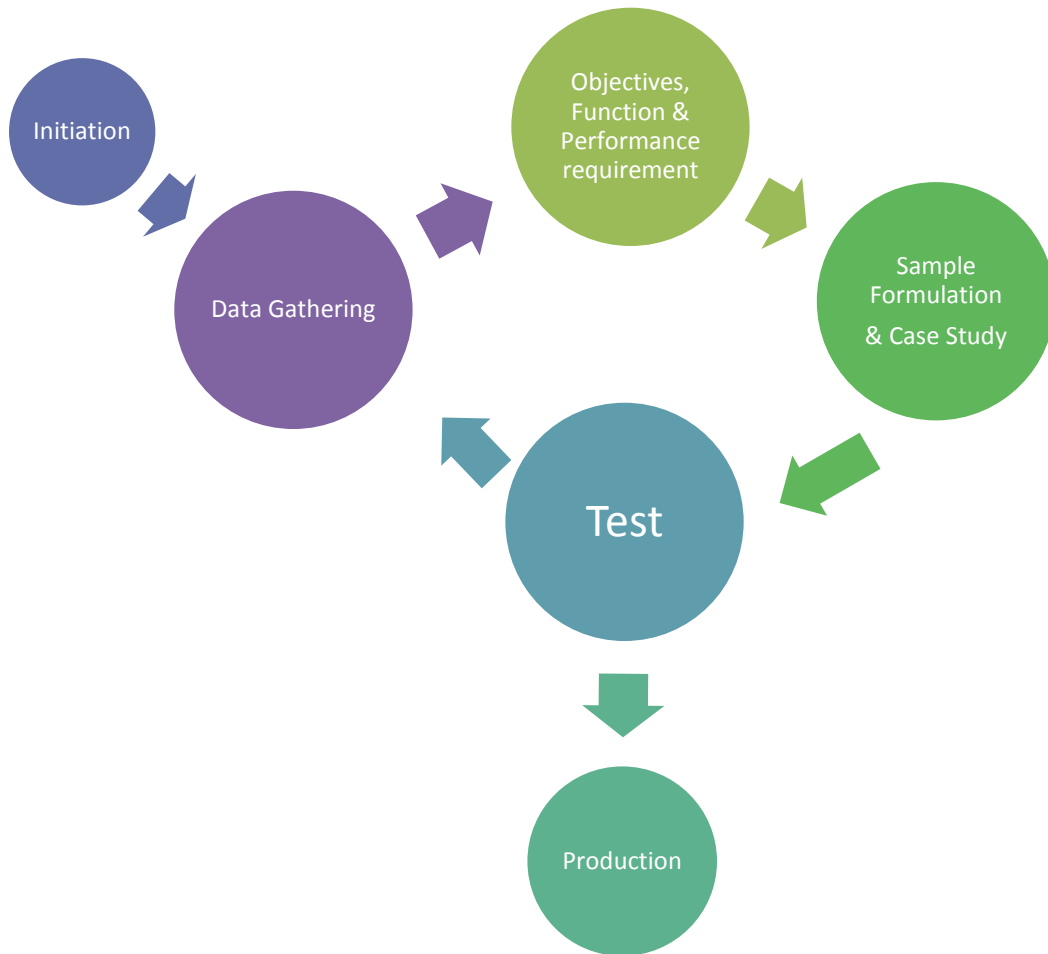 Initiation
Objectives,
Function &
Performance
requirement
Data Gathering
Sample
Formulation
& Case Study
Test
Production